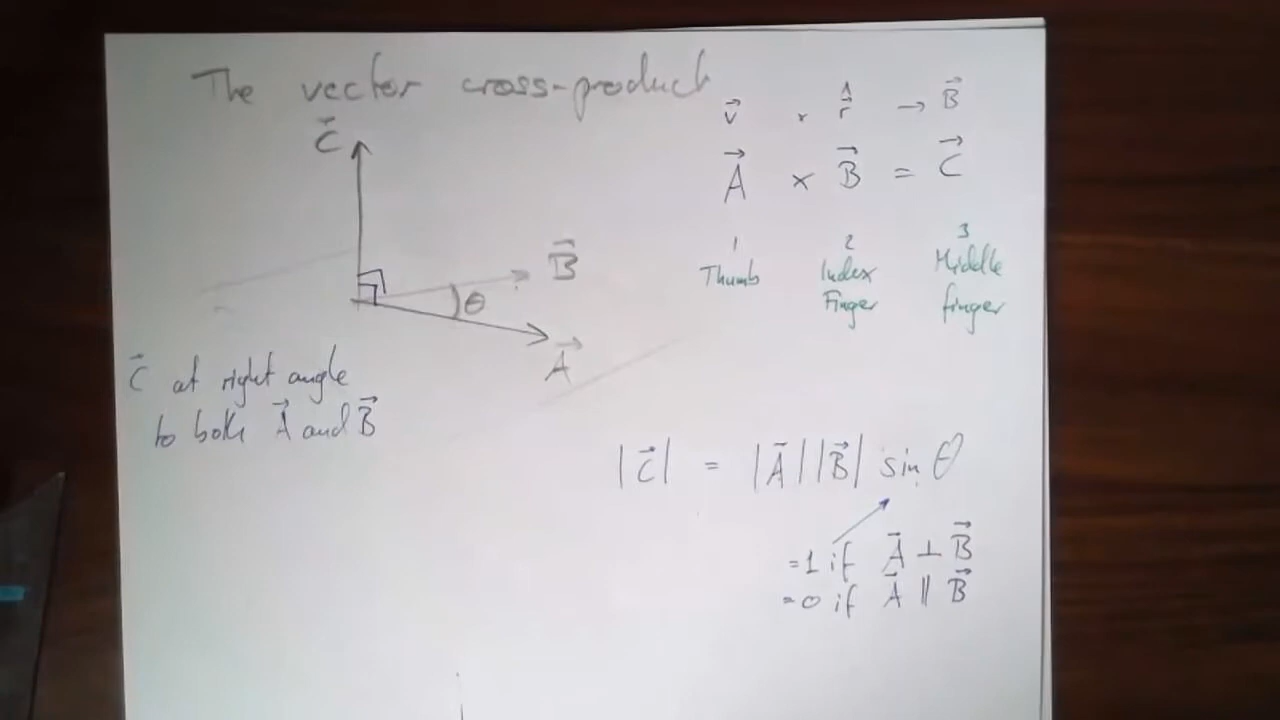 The vector cross-product
v⃗ × r̂ → B⃗
A⃗ × B⃗ = C⃗
1 2 3
Thumb Index Finger Middle finger
C⃗
B⃗
θ
A⃗
C⃗ at right angle
to both A⃗ and B⃗
|C⃗| = |A⃗||B⃗| sin θ
=1 if A⃗ ⊥ B⃗
=0 if A⃗ ∥ B⃗